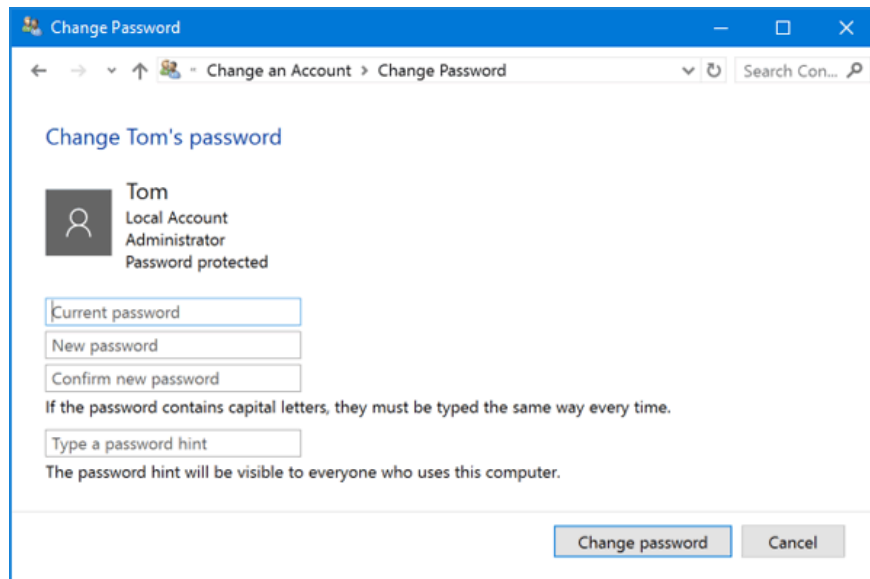 Change Password
Change an Account > Change Password
Search Con...
Change Tom's password
Tom
Local Account
Administrator
Password protected
Current password
New password
Confirm new password
If the password contains capital letters, they must be typed the same way every time.
Type a password hint
The password hint will be visible to everyone who uses this computer.
Change password
Cancel